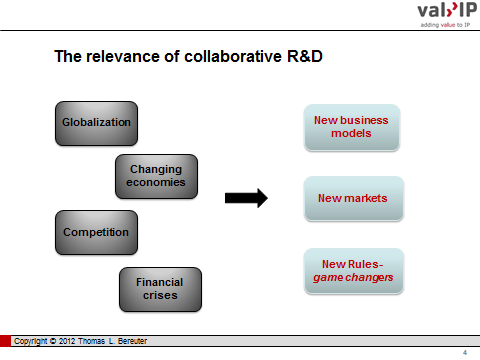 val>IP
adding value to IP
The relevance of collaborative R&D
Globalization
Changing
economies
Competition
Financial
crises
New business
models
New markets
New Rules-
game changers
Copyright © 2012 Thomas L. Bereuter
4